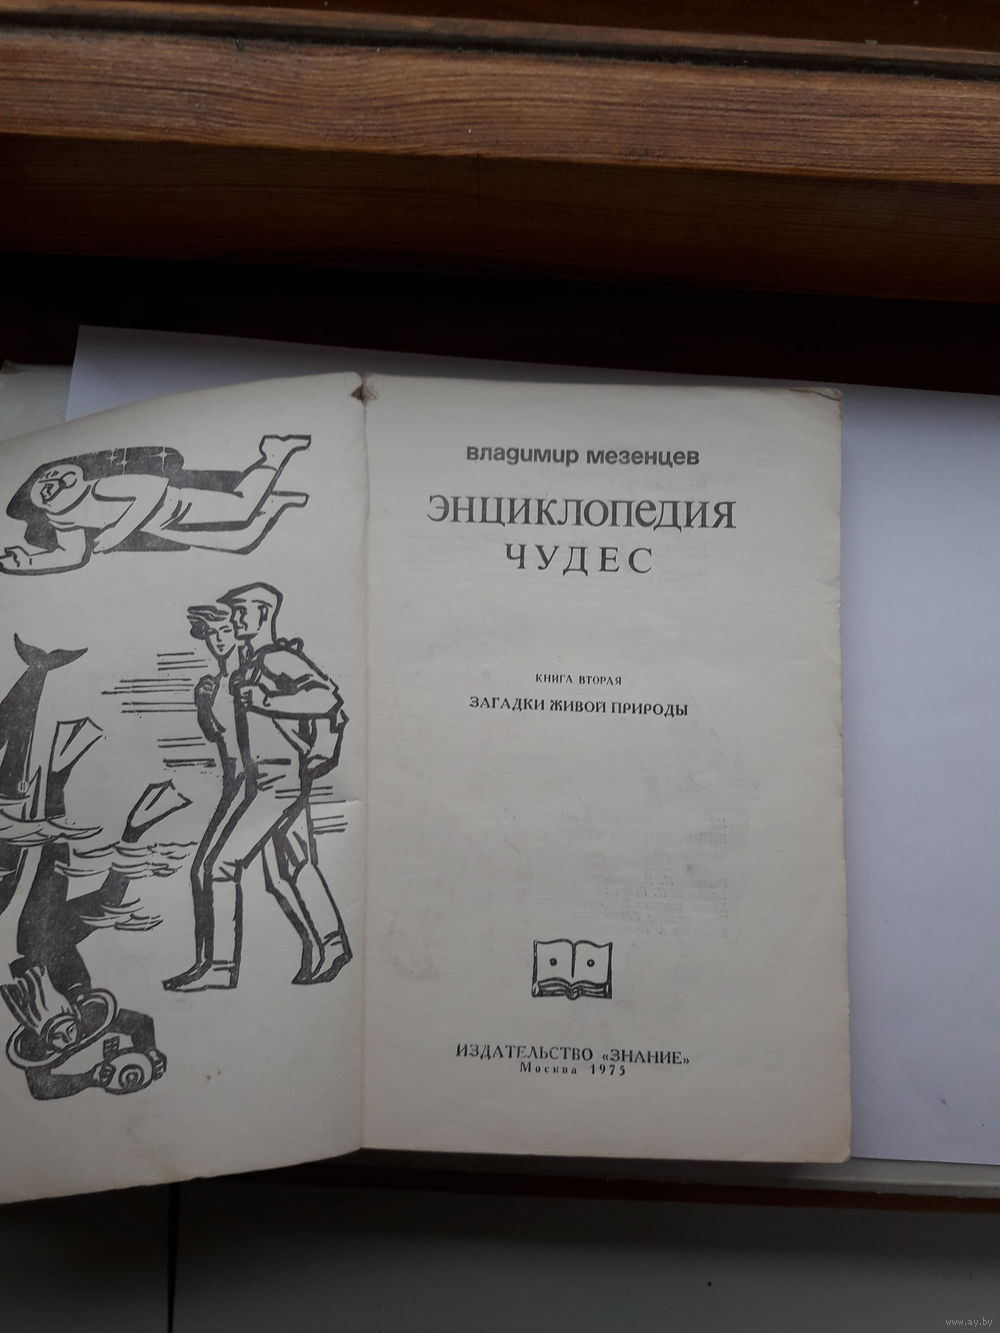 владимир мезенцев
ЭНЦИКЛОПЕДИЯ
ЧУДЕС
КНИГА ВТОРАЯ
ЗАГАДКИ ЖИВОЙ ПРИРОДЫ
ИЗДАТЕЛЬСТВО «ЗНАНИЕ»
Москва 1975
www.ay.by